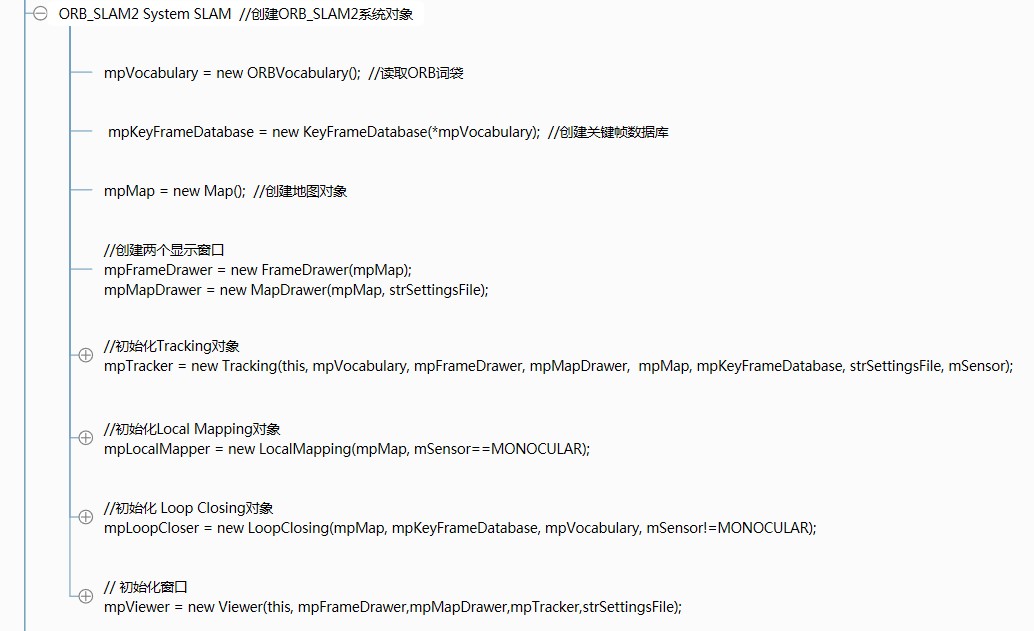 ORB_SLAM2 System SLAM  //创建ORB_SLAM2系统对象
mpVocabulary = new ORBVocabulary();  //读取ORB词袋
mpKeyFrameDatabase = new KeyFrameDatabase(*mpVocabulary);  //创建关键帧数据库
mpMap = new Map();  //创建地图对象
//创建两个显示窗口
mpFrameDrawer = new FrameDrawer(mpMap);
mpMapDrawer = new MapDrawer(mpMap, strSettingsFile);
//初始化Tracking对象
mpTracker = new Tracking(this, mpVocabulary, mpFrameDrawer, mpMapDrawer,  mpMap, mpKeyFrameDatabase, strSettingsFile, mSensor);
//初始化Local Mapping对象
mpLocalMapper = new LocalMapping(mpMap, mSensor==MONOCULAR);
//初始化 Loop Closing对象
mpLoopCloser = new LoopClosing(mpMap, mpKeyFrameDatabase, mpVocabulary, mSensor!=MONOCULAR);
// 初始化窗口
mpViewer = new Viewer(this, mpFrameDrawer,mpMapDrawer,mpTracker,strSettingsFile);